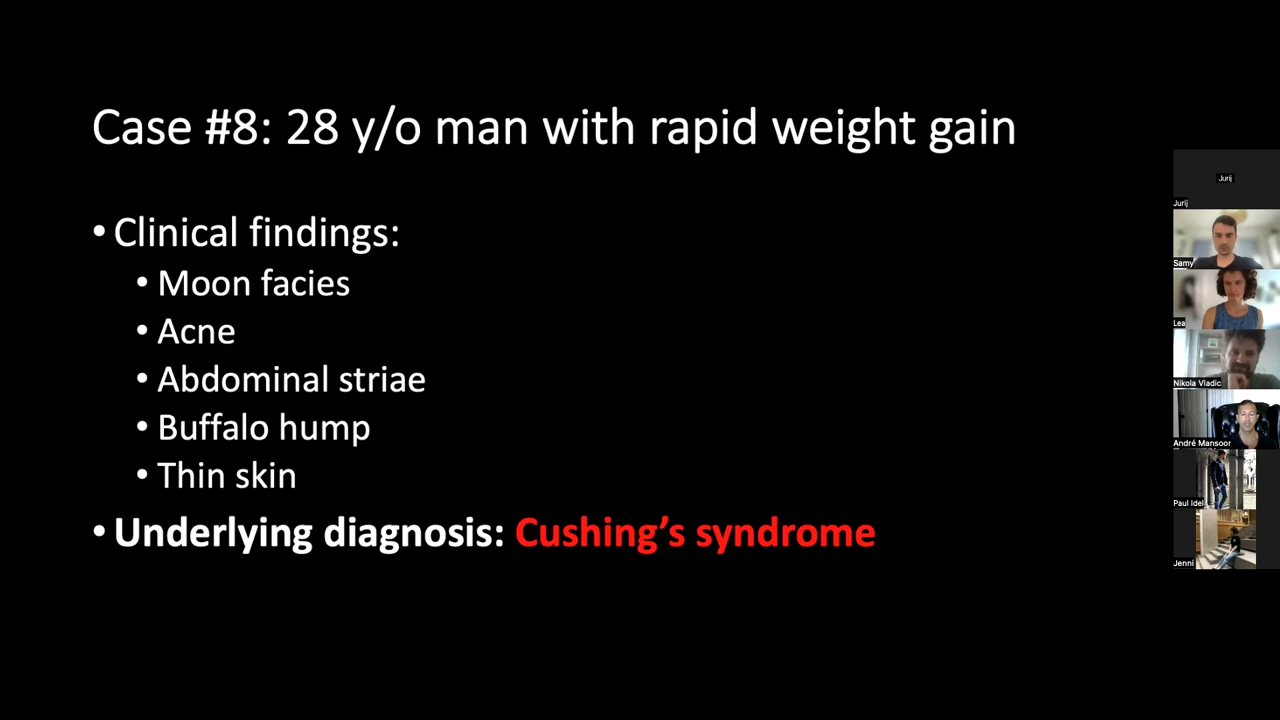 Case #8: 28 y/o man with rapid weight gain
• Clinical findings:
• Moon facies
• Acne
• Abdominal striae
• Buffalo hump
• Thin skin
• Underlying diagnosis: Cushing’s syndrome
Jurij
Jurij
Samy
Lea
Nikola Vladic
André Mansoor
Paul Idel
Jenni